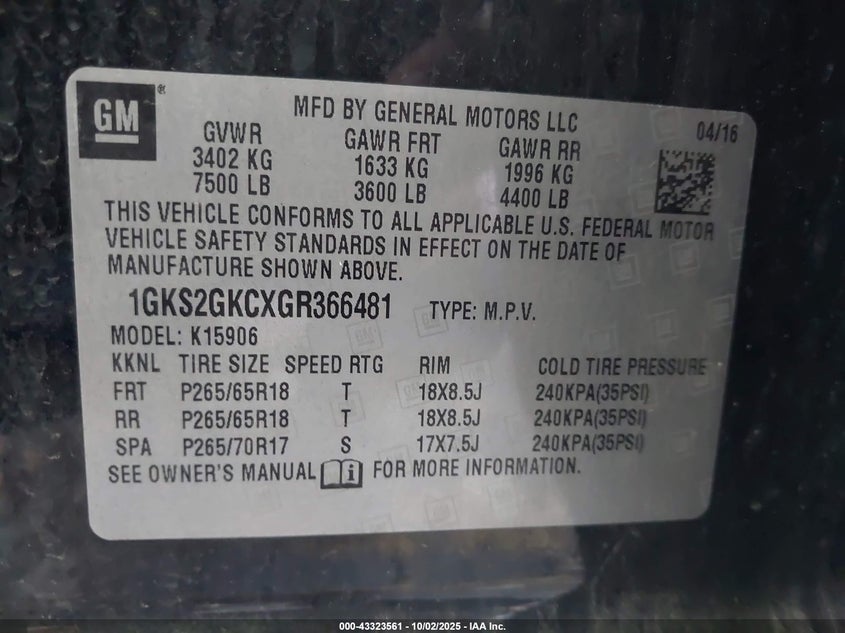 GM®
MFD BY GENERAL MOTORS LLC
04/16
GVWR GAWR FRT GAWR RR
3402 KG 1633 KG 1996 KG
7500 LB 3600 LB 4400 LB
THIS VEHICLE CONFORMS TO ALL APPLICABLE U.S. FEDERAL MOTOR
VEHICLE SAFETY STANDARDS IN EFFECT ON THE DATE OF
MANUFACTURE SHOWN ABOVE.
1GKS2GKCXGR366481 TYPE: M.P.V.
MODEL: K15906
KKNL TIRE SIZE SPEED RTG RIM COLD TIRE PRESSURE
FRT P265/65R18 T 18X8.5J 240KPA(35PSI)
RR P265/65R18 T 18X8.5J 240KPA(35PSI)
SPA P265/70R17 S 17X7.5J 240KPA(35PSI)
SEE OWNER'S MANUAL i FOR MORE INFORMATION.
000-43323561 - 10/02/2025 - IAA Inc.